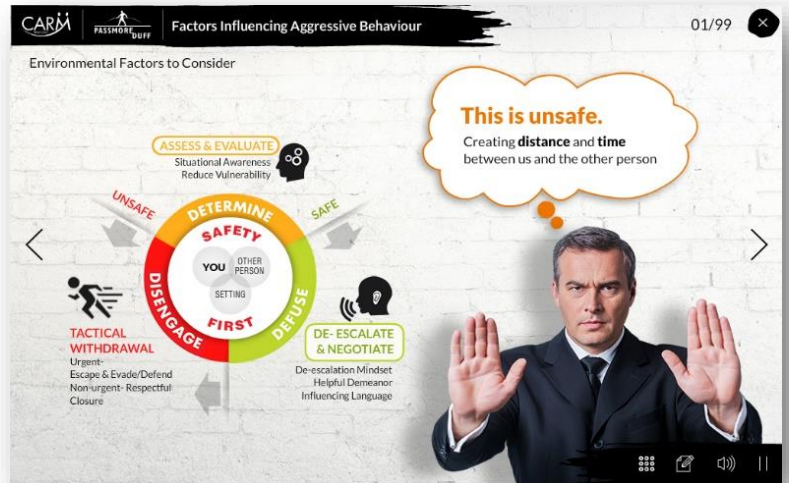 CARM
PASSMORE
DUFF
Factors Influencing Aggressive Behaviour
01/99
Environmental Factors to Consider
ASSESS & EVALUATE
Situational Awareness
Reduce Vulnerability
UNSAFE
SAFE
DETERMINE
SAFETY
YOU
OTHER
PERSON
SETTING
FIRST
DISENGAGE
DEFUSE
TACTICAL
WITHDRAWAL
Urgent-
Escape & Evade/Defend
Non-urgent- Respectful
Closure
DE- ESCALATE
& NEGOTIATE
De-escalation Mindset
Helpful Demeanor
Influencing Language
This is unsafe.
Creating distance and time
between us and the other person